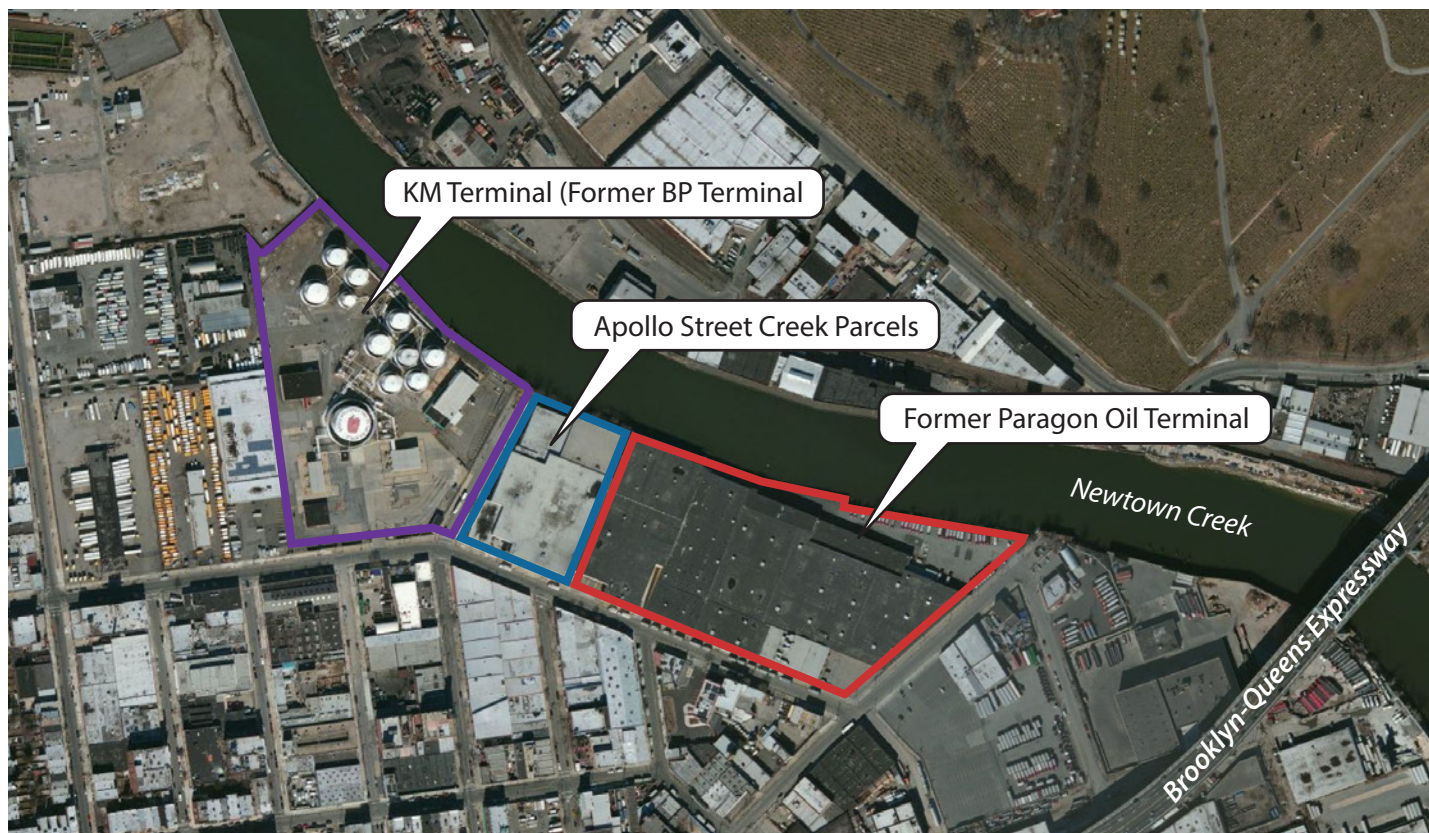 KM Terminal (Former BP Terminal
Apollo Street Creek Parcels
Former Paragon Oil Terminal
Newtown Creek
Brooklyn-Queens Expressway